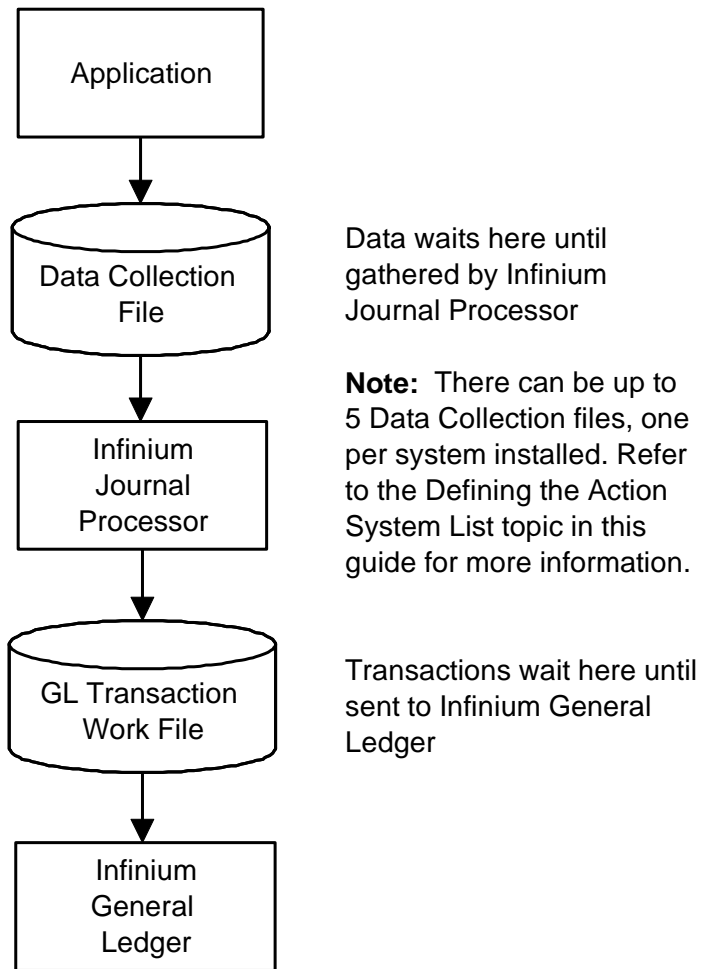 Application
Data Collection
File
Data waits here until
gathered by Infinium
Journal Processor
Note: There can be up to
5 Data Collection files, one
per system installed. Refer
to the Defining the Action
System List topic in this
guide for more information.
Infinium
Journal
Processor
GL Transaction
Work File
Transactions wait here until
sent to Infinium General
Ledger
Infinium
General
Ledger